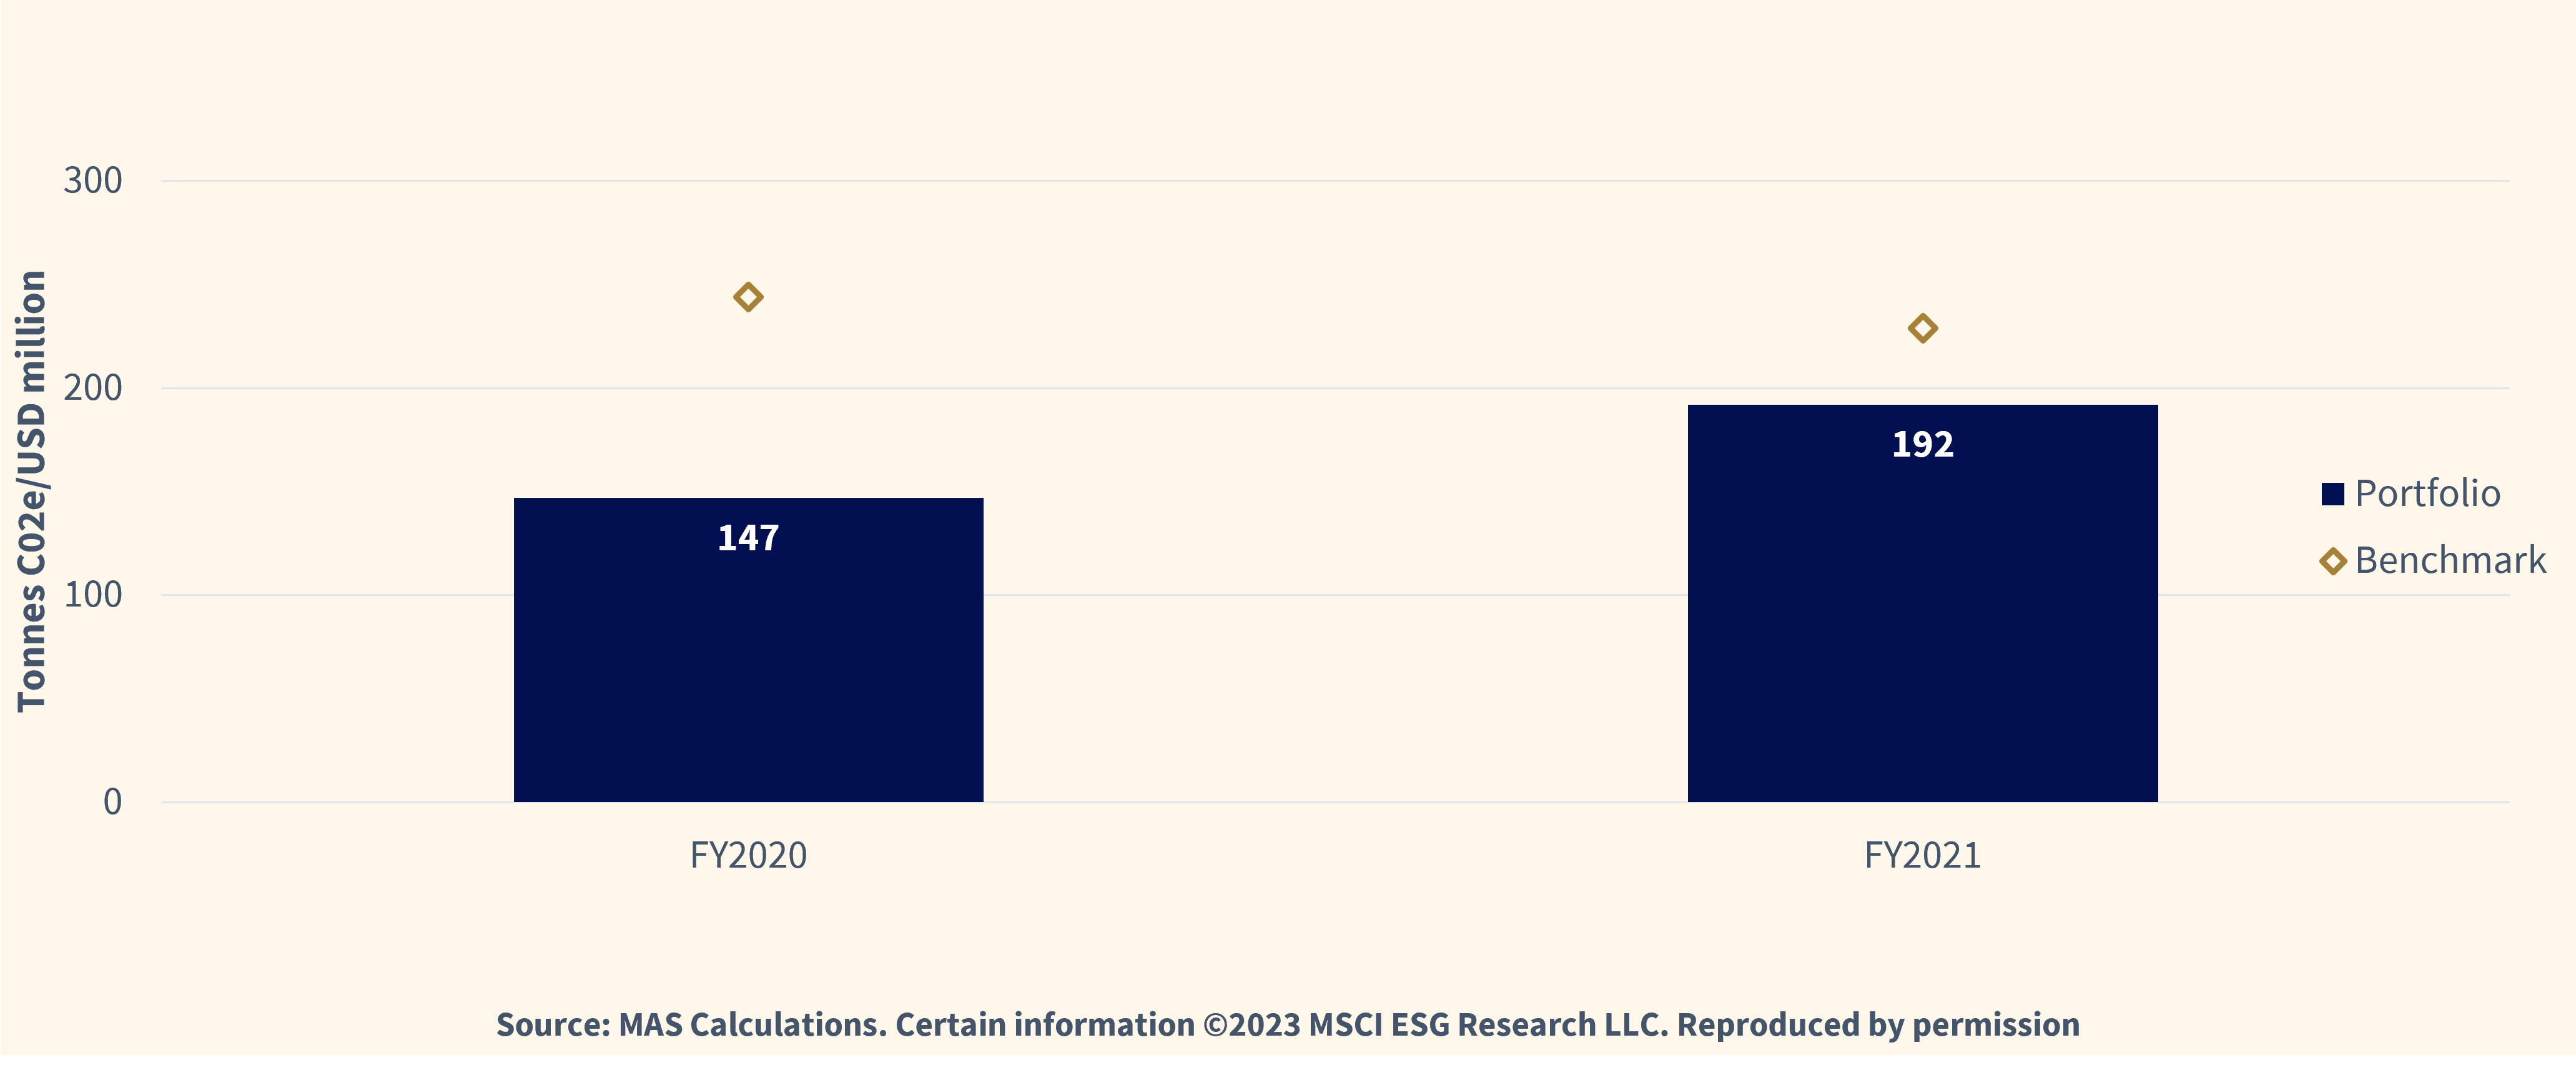 Tonnes C02e/USD million
300
200
100
0
147
192
FY2020
FY2021
Portfolio
Benchmark
Source: MAS Calculations. Certain information ©2023 MSCI ESG Research LLC. Reproduced by permission